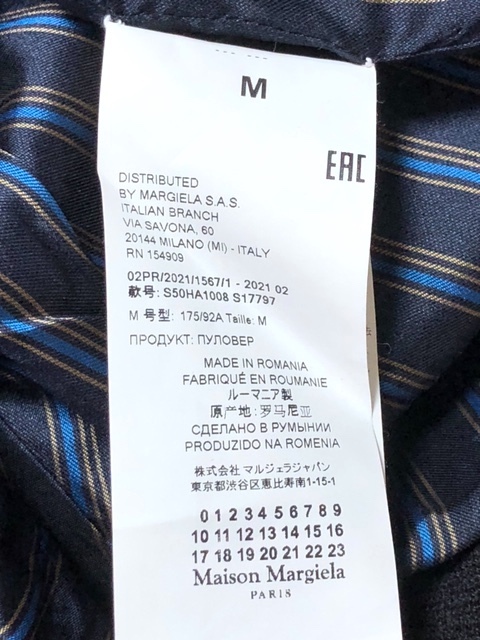 M
EAC
DISTRIBUTED
BY MARGIELA S.A.S.
ITALIAN BRANCH
VIA SAVONA, 60
20144 MILANO (MI) - ITALY
RN 154909
02PR/2021/1567/1 - 2021 02
款号: S50HA1008 S17797
M 号型: 175/92A Taille: M
ПРОДУКТ: ПУЛОВЕР
MADE IN ROMANIA
FABRIQUÉ EN ROUMANIE
ルーマニア製
原产地: 罗马尼亚
СДЕЛАНО В РУМЫНИИ
PRODUZIDO NA ROMENIA
株式会社 マルジェラジャパン
東京都渋谷区恵比寿南1-15-1
0 1 2 3 4 5 6 7 8 9
10 11 12 13 14 15 16
17 18 19 20 21 22 23
Maison Margiela
PARIS